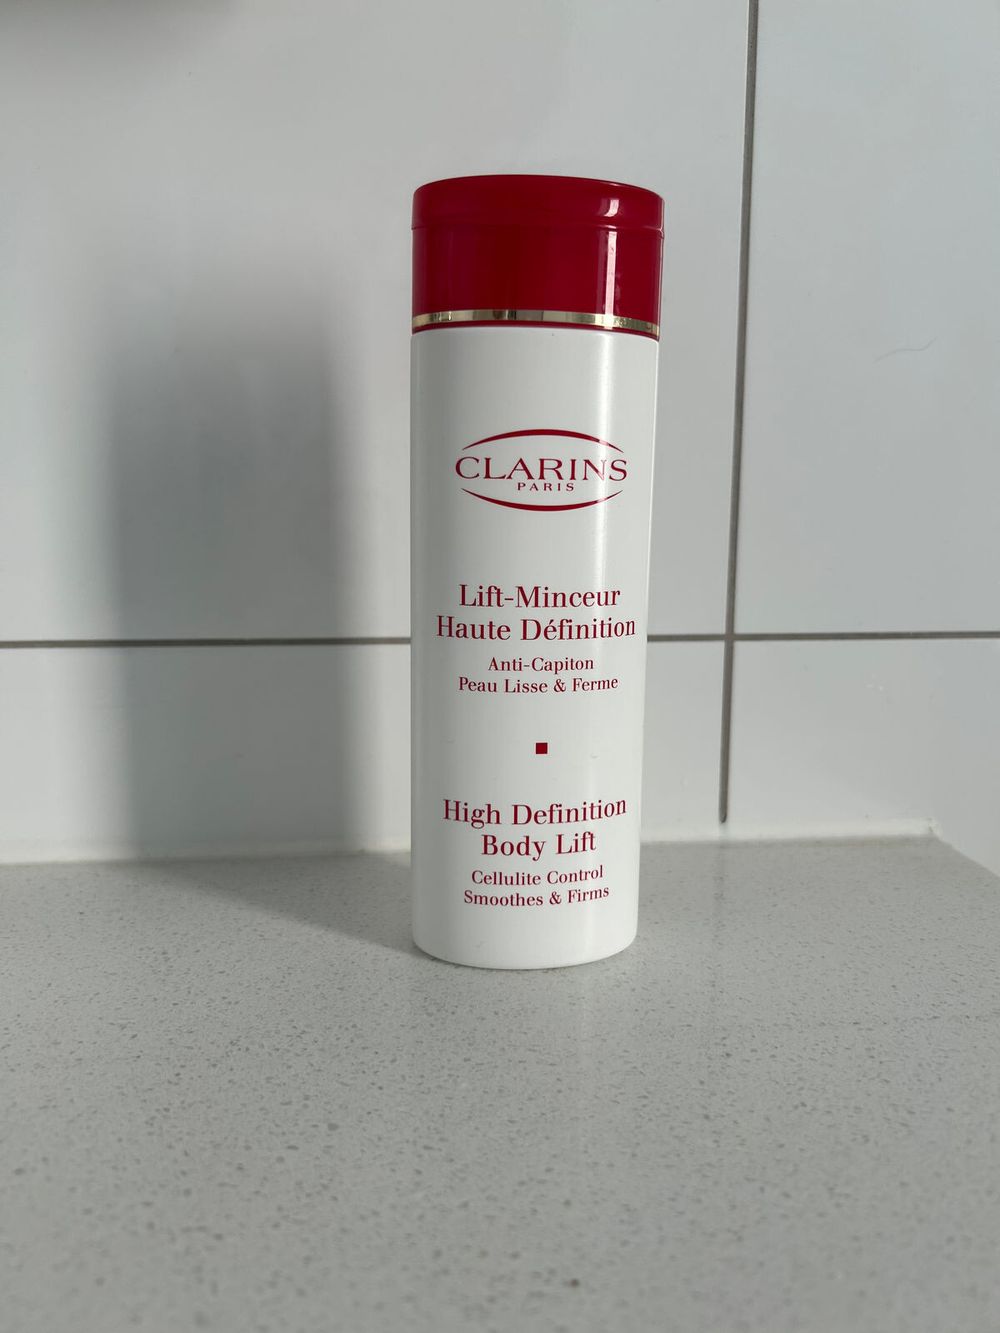 CLARINS
PARIS
Lift-Minceur
Haute Définition
Anti-Capiton
Peau Lisse & Ferme
High Definition
Body Lift
Cellulite Control
Smoothes & Firms